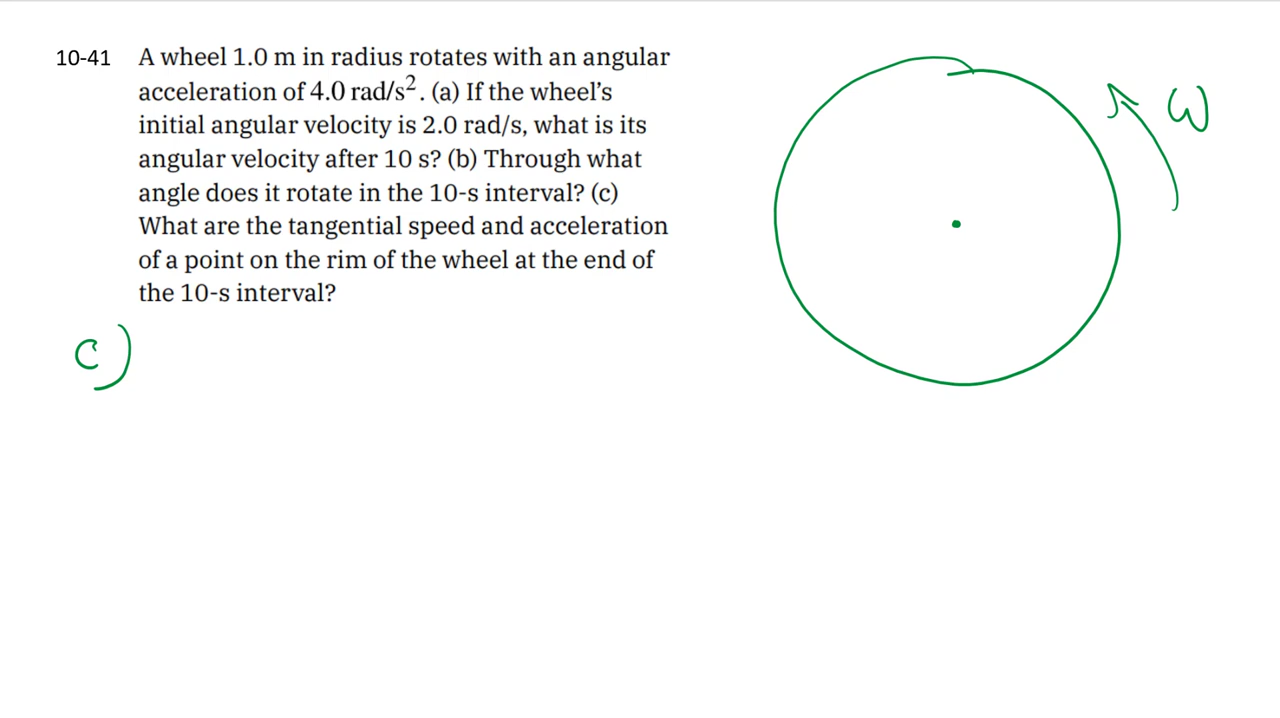 10-41 A wheel 1.0 m in radius rotates with an angular
acceleration of 4.0 rad/s². (a) If the wheel’s
initial angular velocity is 2.0 rad/s, what is its
angular velocity after 10 s? (b) Through what
angle does it rotate in the 10-s interval? (c)
What are the tangential speed and acceleration
of a point on the rim of the wheel at the end of
the 10-s interval?
ω
c)